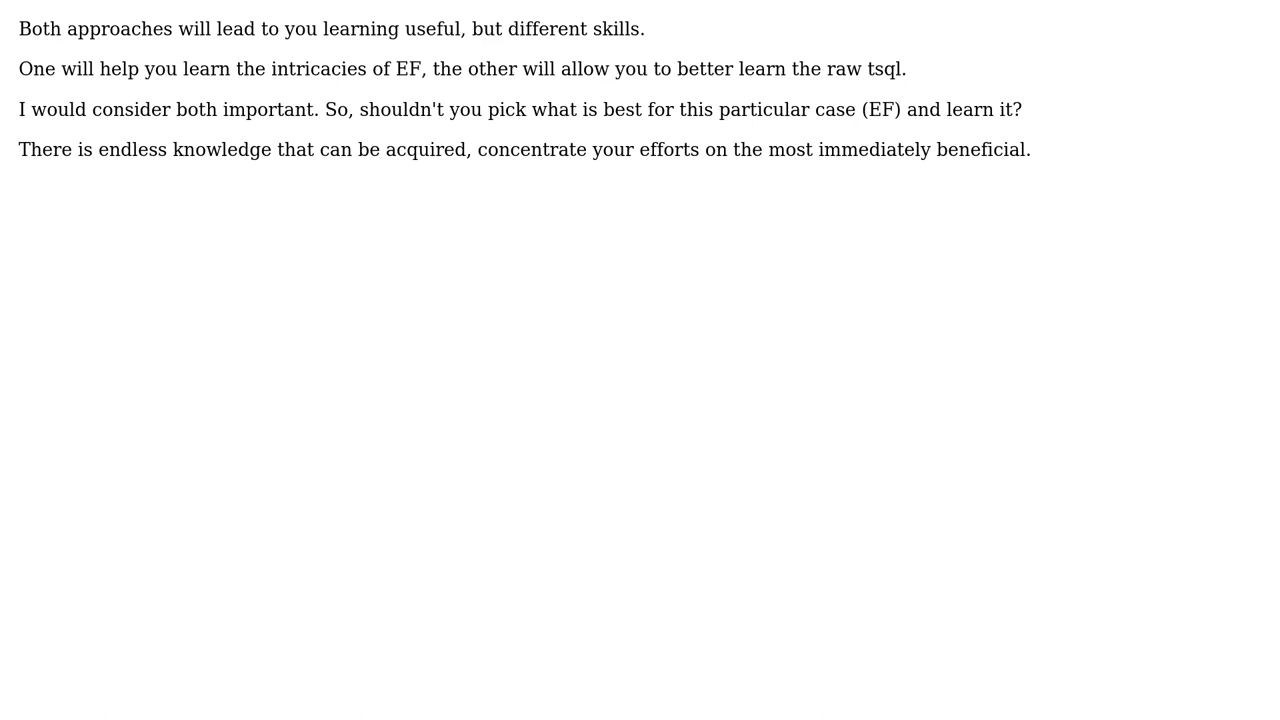 Both approaches will lead to you learning useful, but different skills.
One will help you learn the intricacies of EF, the other will allow you to better learn the raw tsql.
I would consider both important. So, shouldn't you pick what is best for this particular case (EF) and learn it?
There is endless knowledge that can be acquired, concentrate your efforts on the most immediately beneficial.